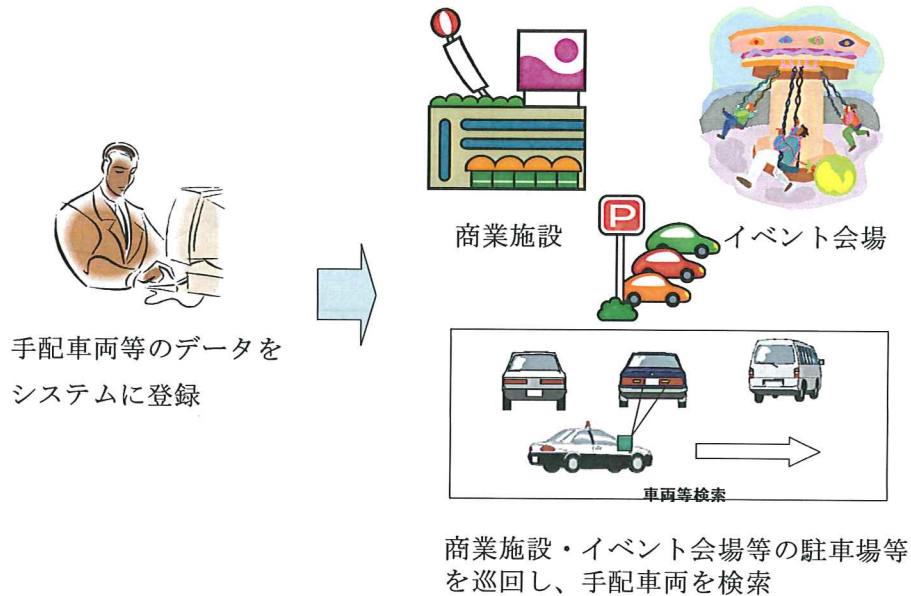 商業施設
イベント会場
P
手配車両等のデータを
システムに登録
車両等検索
商業施設・イベント会場等の駐車場等
を巡回し、手配車両を検索